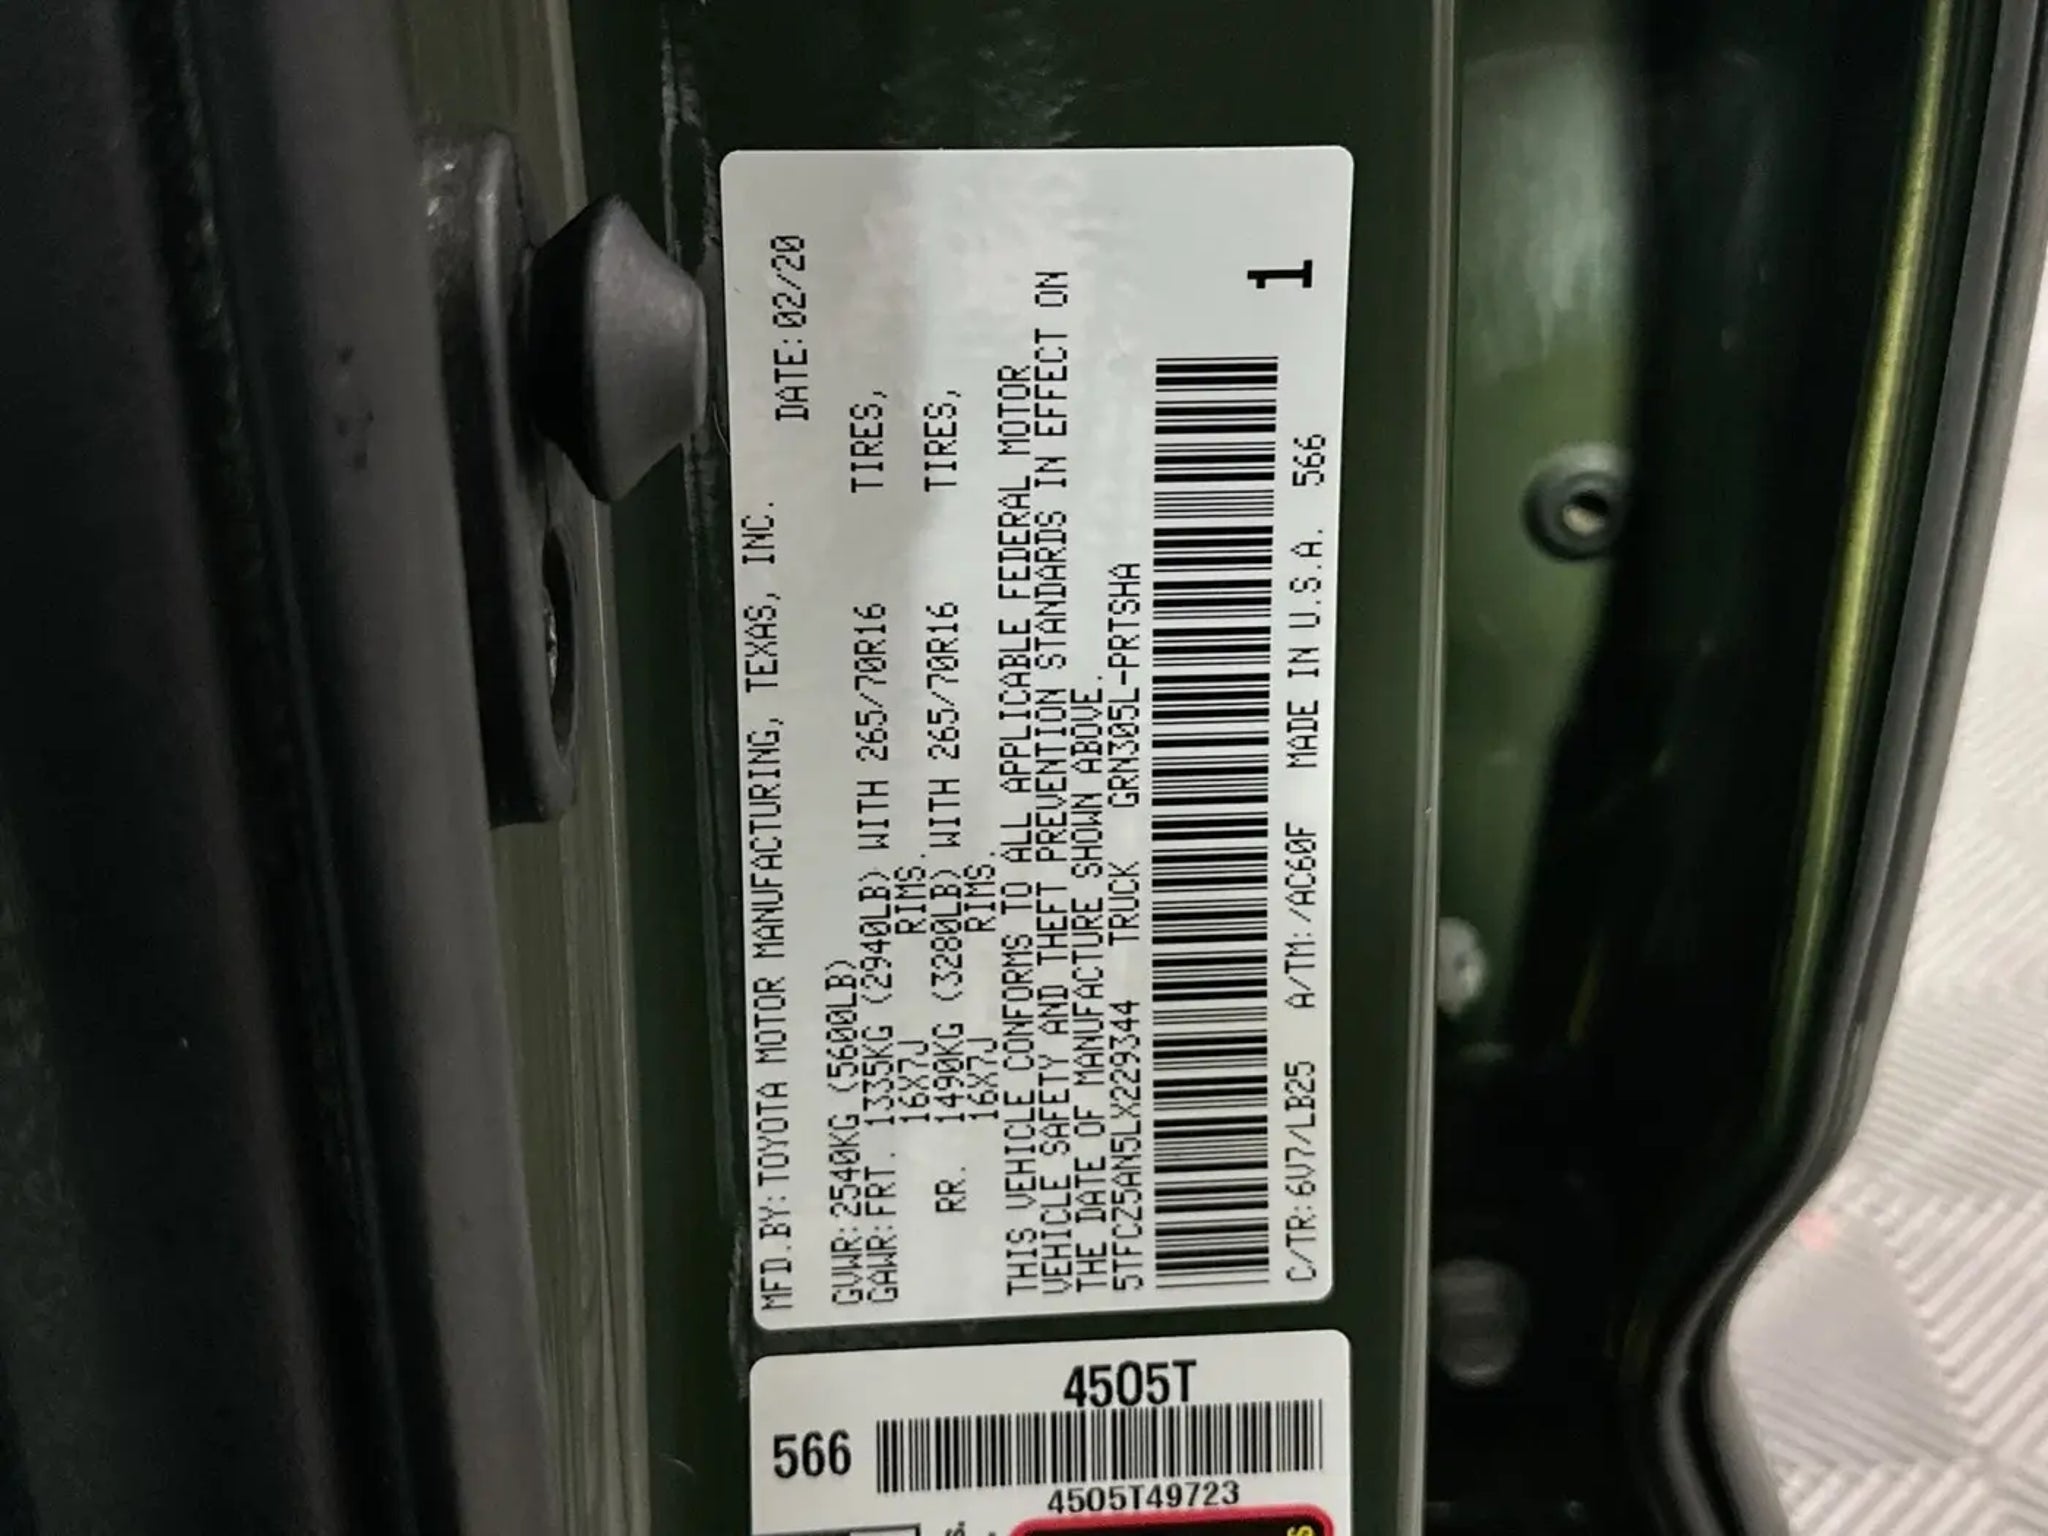 MFD.BY:TOYOTA MOTOR MANUFACTURING, TEXAS, INC.
DATE:02/20
GVWR:2540KG (5600LB)
GAWR:FRT. 1335KG (2940LB) WITH 265/70R16 TIRES,
16X7J RIMS.
RR. 1490KG (3280LB) WITH 265/70R16 TIRES,
16X7J RIMS.
THIS VEHICLE CONFORMS TO ALL APPLICABLE FEDERAL MOTOR
VEHICLE SAFETY AND THEFT PREVENTION STANDARDS IN EFFECT ON
THE DATE OF MANUFACTURE SHOWN ABOVE.
5TFCZ5AN5LX229344 TRUCK GRN305L-PRTSHA
1
C/TR:6V7/LB25 A/TM:/AC60F MADE IN U.S.A. 566
4505T
566
4505T49723